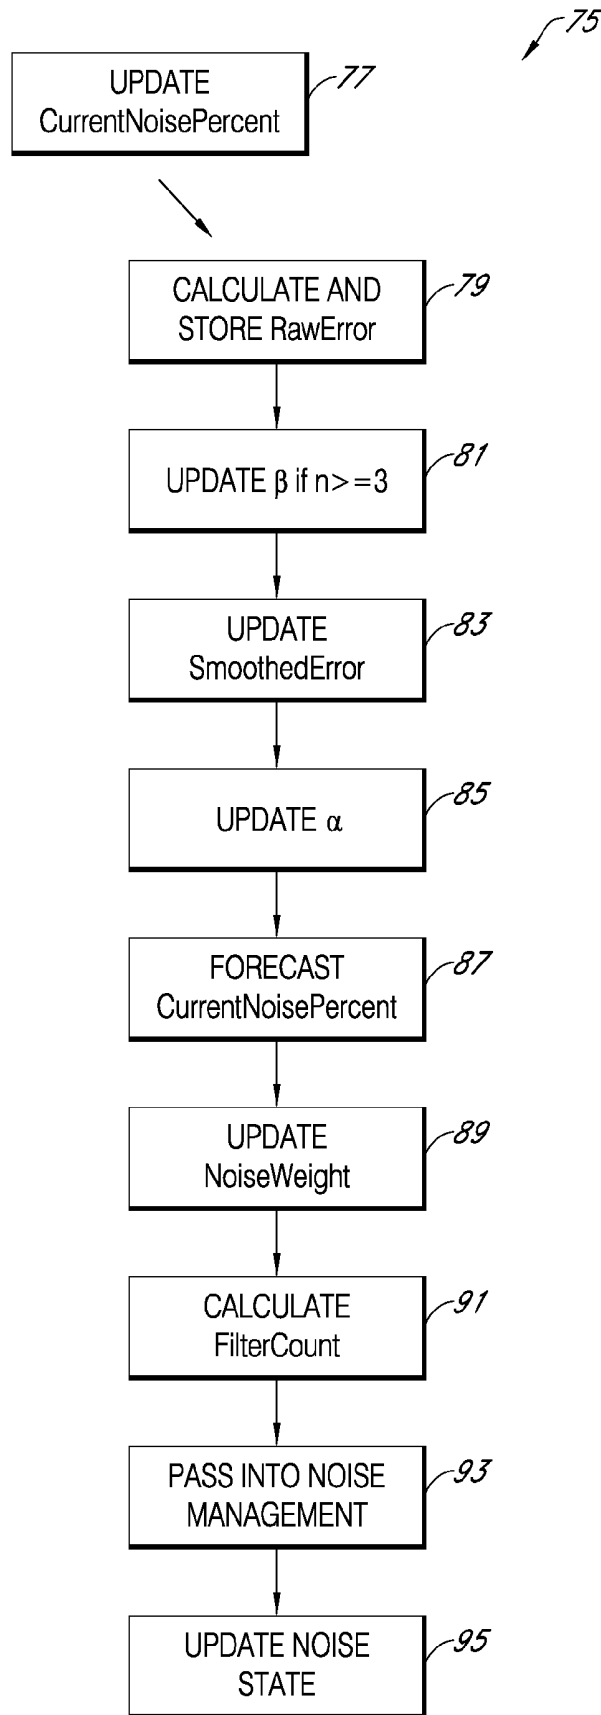 75
UPDATE
CurrentNoisePercent
77
CALCULATE AND
STORE RawError
79
UPDATE β if n>=3
81
UPDATE
SmoothedError
83
UPDATE α
85
FORECAST
CurrentNoisePercent
87
UPDATE
NoiseWeight
89
CALCULATE
FilterCount
91
PASS INTO NOISE
MANAGEMENT
93
UPDATE NOISE
STATE
95